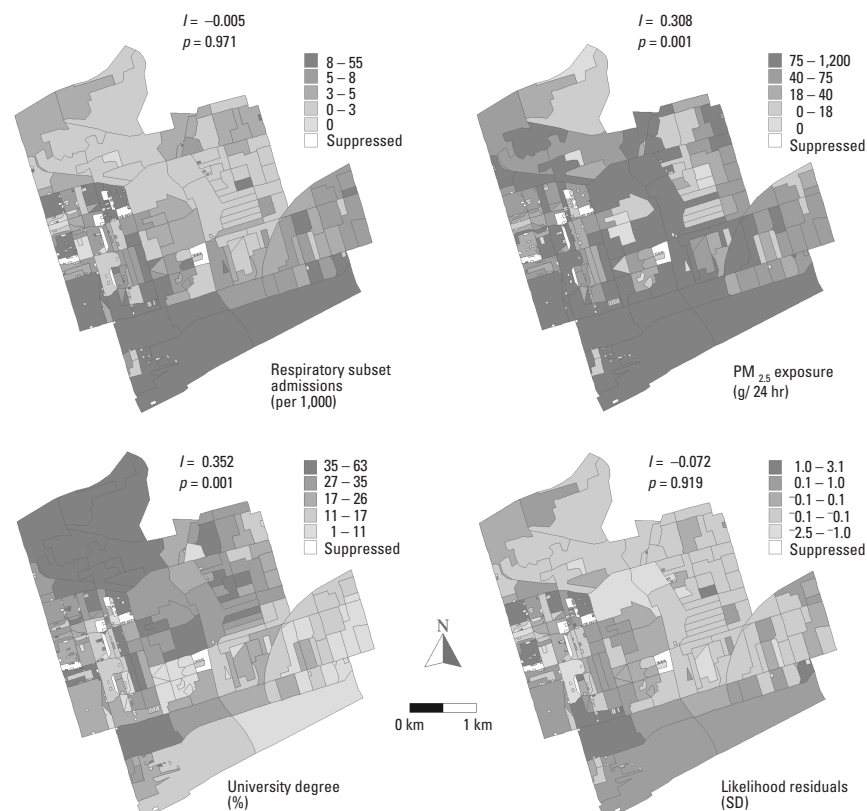 I = −0.005
p = 0.971
8 – 55
5 – 8
3 – 5
0 – 3
0
Suppressed
Respiratory subset
admissions
(per 1,000)
I = 0.308
p = 0.001
75 – 1,200
40 – 75
18 – 40
0 – 18
0
Suppressed
PM 2.5 exposure
(g/ 24 hr)
I = 0.352
p = 0.001
35 – 63
27 – 35
17 – 26
11 – 17
1 – 11
Suppressed
University degree
(%)
N
0 km 1 km
I = −0.072
p = 0.919
1.0 – 3.1
0.1 – 1.0
−0.1 – 0.1
−0.1 – −0.1
−2.5 – −1.0
Suppressed
Likelihood residuals
(SD)